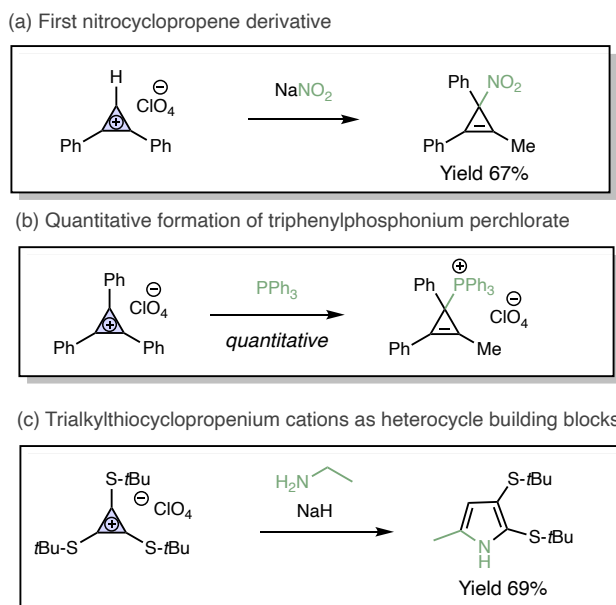 (a) First nitrocyclopropene derivative
H
⊖
ClO4
⊕
Ph
Ph
NaNO2
Ph
NO2
Ph
Me
Yield 67%
(b) Quantitative formation of triphenylphosphonium perchlorate
Ph
⊖
ClO4
⊕
Ph
Ph
PPh3
quantitative
⊕
Ph
PPh3
⊖
ClO4
Ph
Me
(c) Trialkylthiocyclopropenium cations as heterocycle building blocks
S-tBu
⊖
ClO4
⊕
tBu-S
S-tBu
H2N
NaH
S-tBu
S-tBu
N
H
Yield 69%